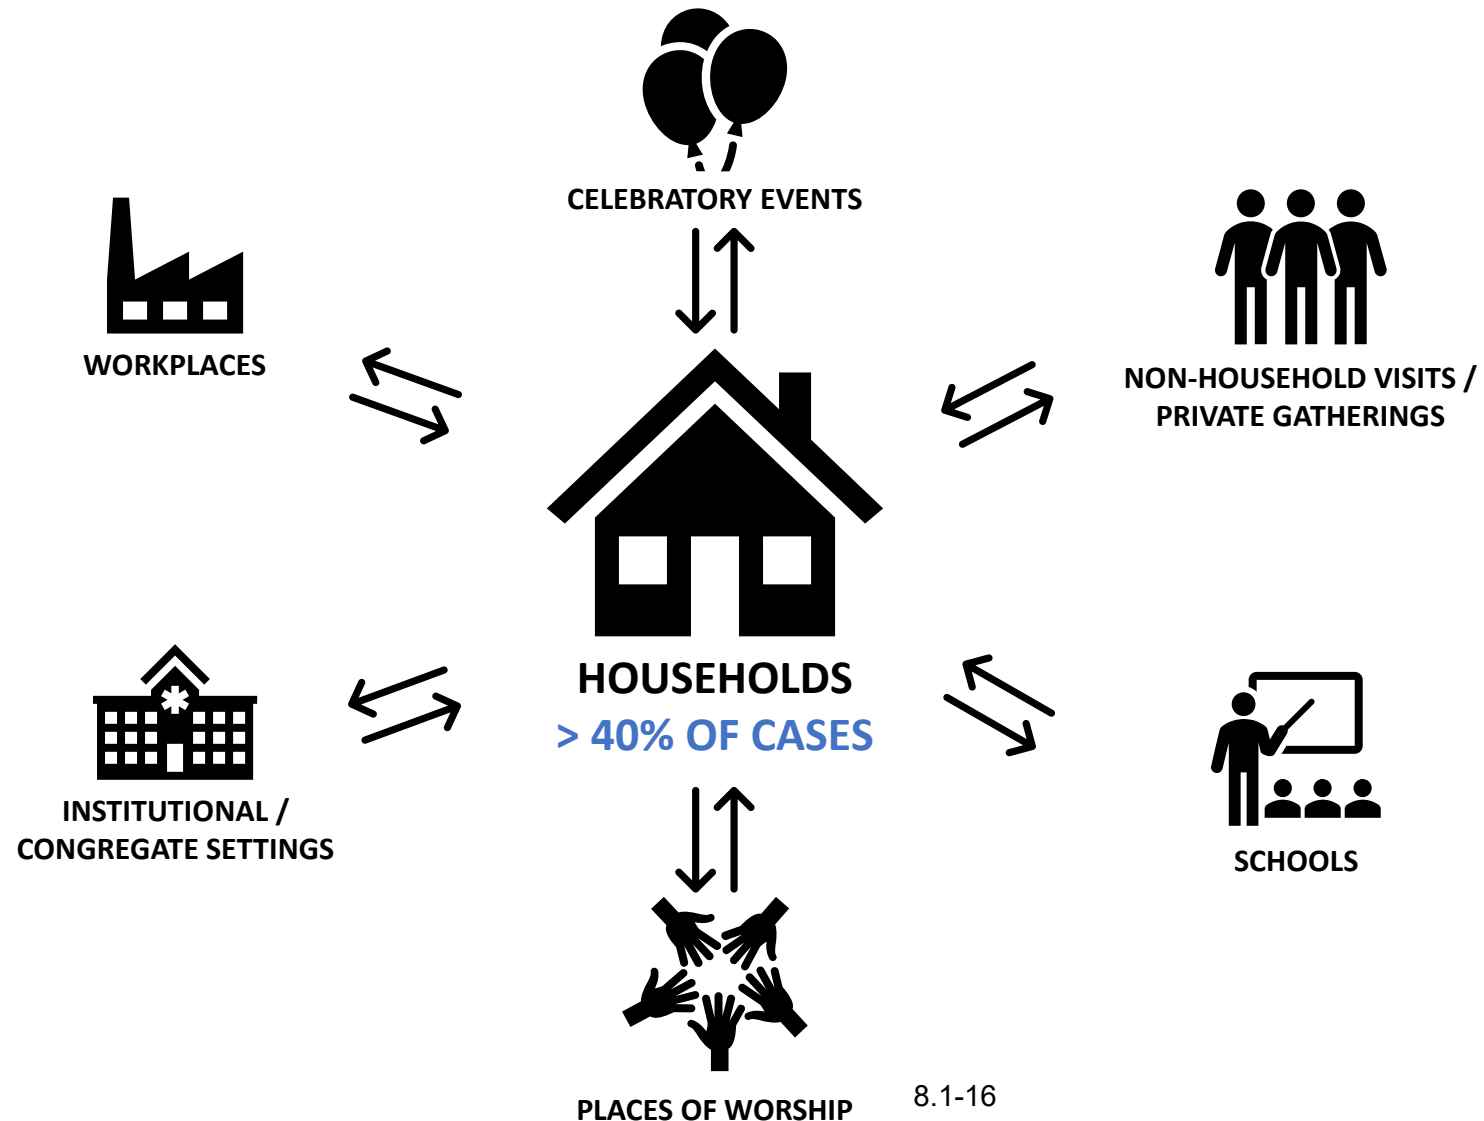 CELEBRATORY EVENTS
WORKPLACES
NON-HOUSEHOLD VISITS /
PRIVATE GATHERINGS
HOUSEHOLDS
> 40% OF CASES
INSTITUTIONAL /
CONGREGATE SETTINGS
SCHOOLS
PLACES OF WORSHIP
8.1-16